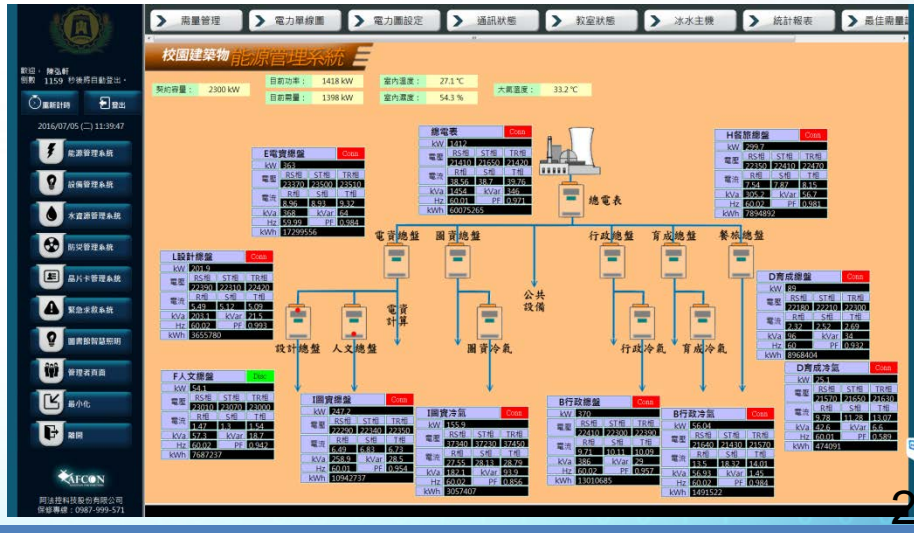 需量管理 電力單線圖 電力圖設定 通訊狀態 教室狀態 冰水主機 統計報表 最佳需量
校園建築物能源管理系統
歡迎， 陳弘軒
倒數 1159 秒後將自動登出。
重新計時 登出
2016/07/05 (二) 11:39:47
能源管理系統
設備管理系統
水資源管理系統
防災管理系統
晶片卡管理系統
緊急求救系統
圖書館智慧照明
管理者頁面
最小化
離開
AFCON
阿法控科技股份有限公司
保修專線：0987-999-571
契約容量： 2300 kW
目前功率： 1418 kW
目前需量： 1398 kW
室內溫度： 27.1 ℃
室內濕度： 54.3 %
大氣溫度： 33.2 ℃
總電表 Conn
kW 1412
電壓 RS相 ST相 TR相
21410 21650 21420
電流 R相 S相 T相
38.56 38.7 39.76
kVa 1454 kVar 346
Hz 60.01 PF 0.971
kWh 60075265
E電資總盤 Conn
kW 363
電壓 RS相 ST相 TR相
23370 23500 23510
電流 R相 S相 T相
8.96 8.93 9.32
kVa 368 kVar 64
Hz 59.99 PF 0.984
kWh 17299556
H餐旅總盤 Conn
kW 299.7
電壓 RS相 ST相 TR相
22350 22410 22470
電流 R相 S相 T相
7.54 7.87 8.15
kVa 305.2 kVar 56.7
Hz 60.02 PF 0.981
kWh 7894892
總電表
電資總盤 圖資總盤 行政總盤 育成總盤 餐旅總盤
L設計總盤 Conn
kW 201.9
電壓 RS相 ST相 TR相
22390 22310 22420
電流 R相 S相 T相
5.49 5.12 5.09
kVa 203.1 kVar 21.5
Hz 60.02 PF 0.993
kWh 3655780
D育成總盤 Conn
kW 89
電壓 RS相 ST相 TR相
22180 22210 22300
電流 R相 S相 T相
2.32 2.52 2.69
kVa 96 kVar 34
Hz 60 PF 0.932
kWh 8968404
電資
計算
公共
設備
設計總盤 人文總盤 圖資冷氣 行政冷氣 育成冷氣
F人文總盤 Disc
kW 54.1
電壓 RS相 ST相 TR相
23010 23070 23000
電流 R相 S相 T相
1.47 1.3 1.54
kVa 57.3 kVar 18.7
Hz 60.02 PF 0.942
kWh 7687237
I圖資總盤 Conn
kW 247.2
電壓 RS相 ST相 TR相
22290 22340 22350
電流 R相 S相 T相
6.49 6.83 6.73
kVa 258.9 kVar 28.5
Hz 60.01 PF 0.954
kWh 10942737
I圖資冷氣 Conn
kW 155.9
電壓 RS相 ST相 TR相
37340 37230 37450
電流 R相 S相 T相
27.55 28.13 28.79
kVa 182.1 kVar 93.9
Hz 60.02 PF 0.856
kWh 3057407
B行政總盤 Conn
kW 370
電壓 RS相 ST相 TR相
22410 22300 22390
電流 R相 S相 T相
9.71 10.11 10.09
kVa 386 kVar 29
Hz 60.02 PF 0.957
kWh 13010685
B行政冷氣 Conn
kW 56.04
電壓 RS相 ST相 TR相
21640 21430 21570
電流 R相 S相 T相
13.5 18.32 14.01
kVa 56.93 kVar 1.45
Hz 60.02 PF 0.984
kWh 1491522
D育成冷氣 Conn
kW 25.1
電壓 RS相 ST相 TR相
21570 21650 21630
電流 R相 S相 T相
9.78 11.28 13.07
kVa 42.6 kVar 6.6
Hz 60.01 PF 0.589
kWh 474091
2